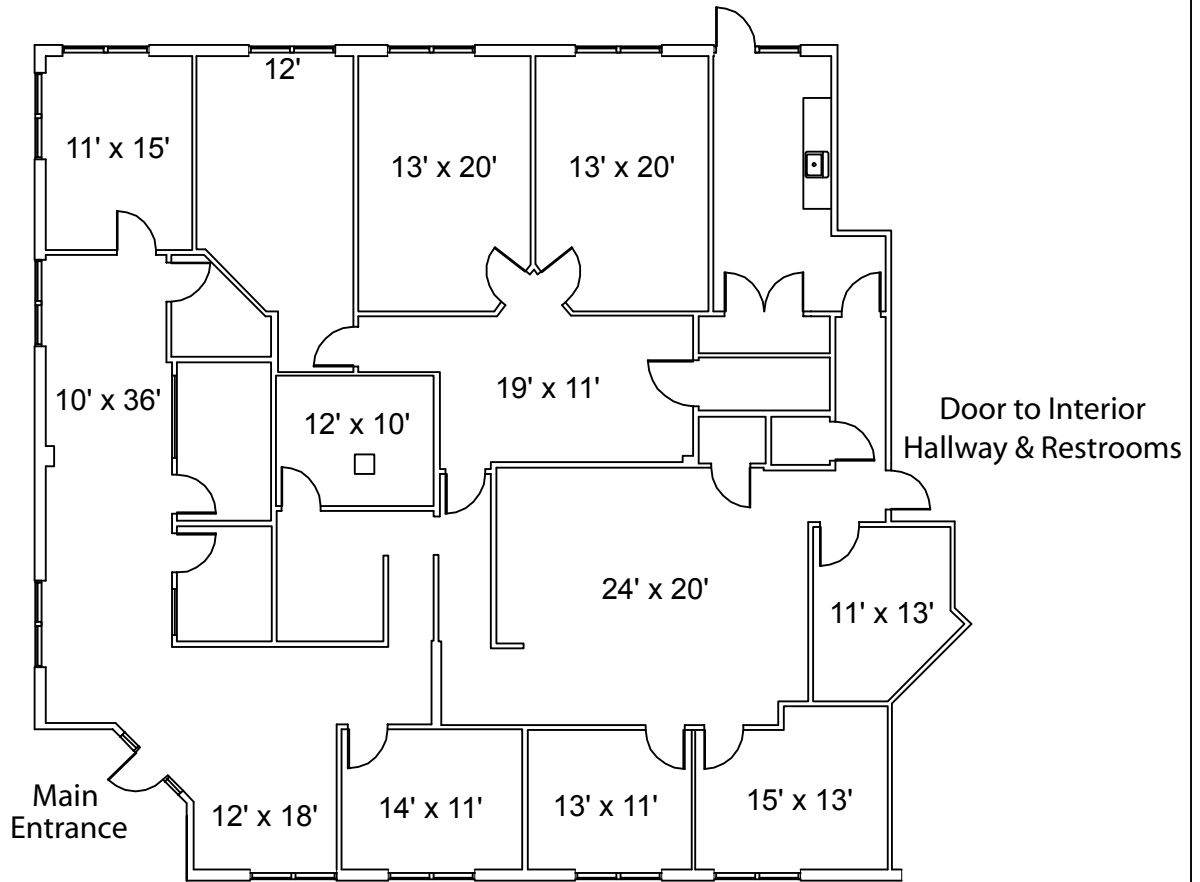 12'
11' x 15'
13' x 20'
13' x 20'
10' x 36'
19' x 11'
12' x 10'
Door to Interior
Hallway & Restrooms
24' x 20'
11' x 13'
Main
Entrance
12' x 18'
14' x 11'
13' x 11'
15' x 13'